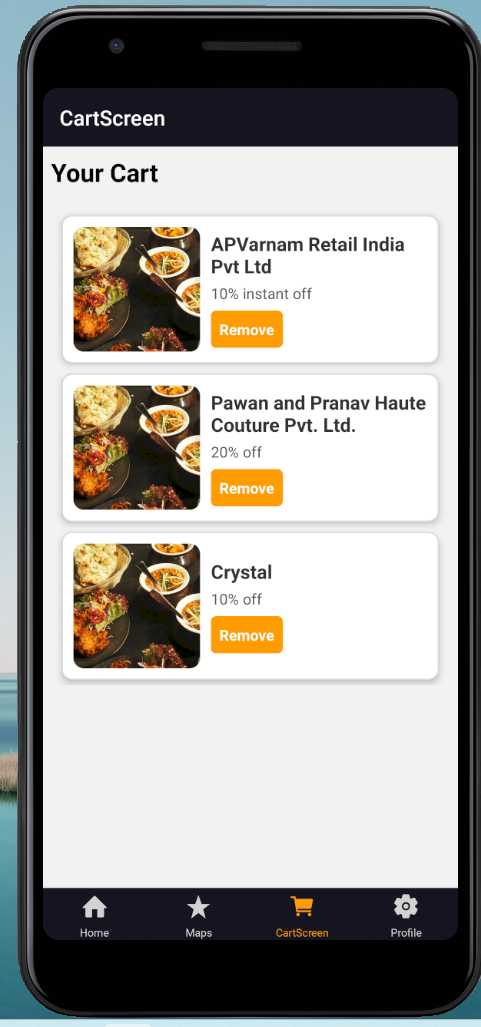 CartScreen
Your Cart
APVarnam Retail India
Pvt Ltd
10% instant off
Remove
Pawan and Pranav Haute
Couture Pvt. Ltd.
20% off
Remove
Crystal
10% off
Remove
Home
Maps
CartScreen
Profile